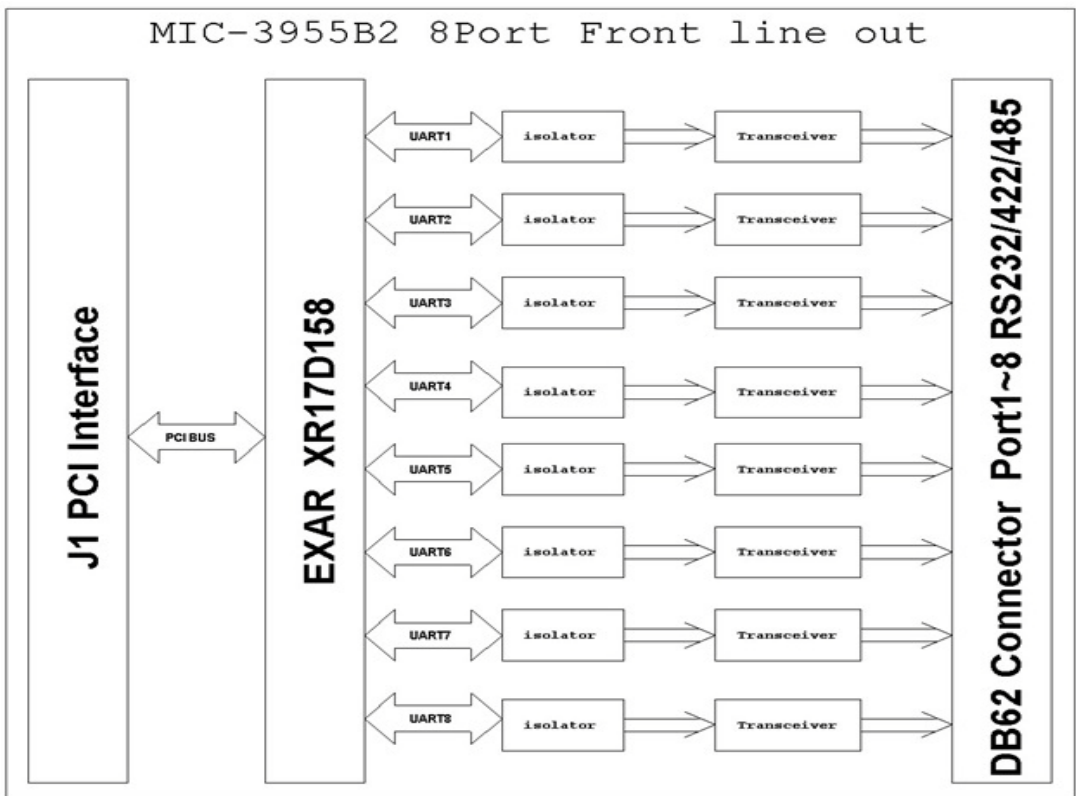 MIC-3955B2 8Port Front line out
J1 PCI Interface
PCI BUS
EXAR XR17D158
UART1
isolator
Transceiver
UART2
isolator
Transceiver
UART3
isolator
Transceiver
UART4
isolator
Transceiver
UART5
isolator
Transceiver
UART6
isolator
Transceiver
UART7
isolator
Transceiver
UART8
isolator
Transceiver
DB62 Connector Port1~8 RS232/422/485